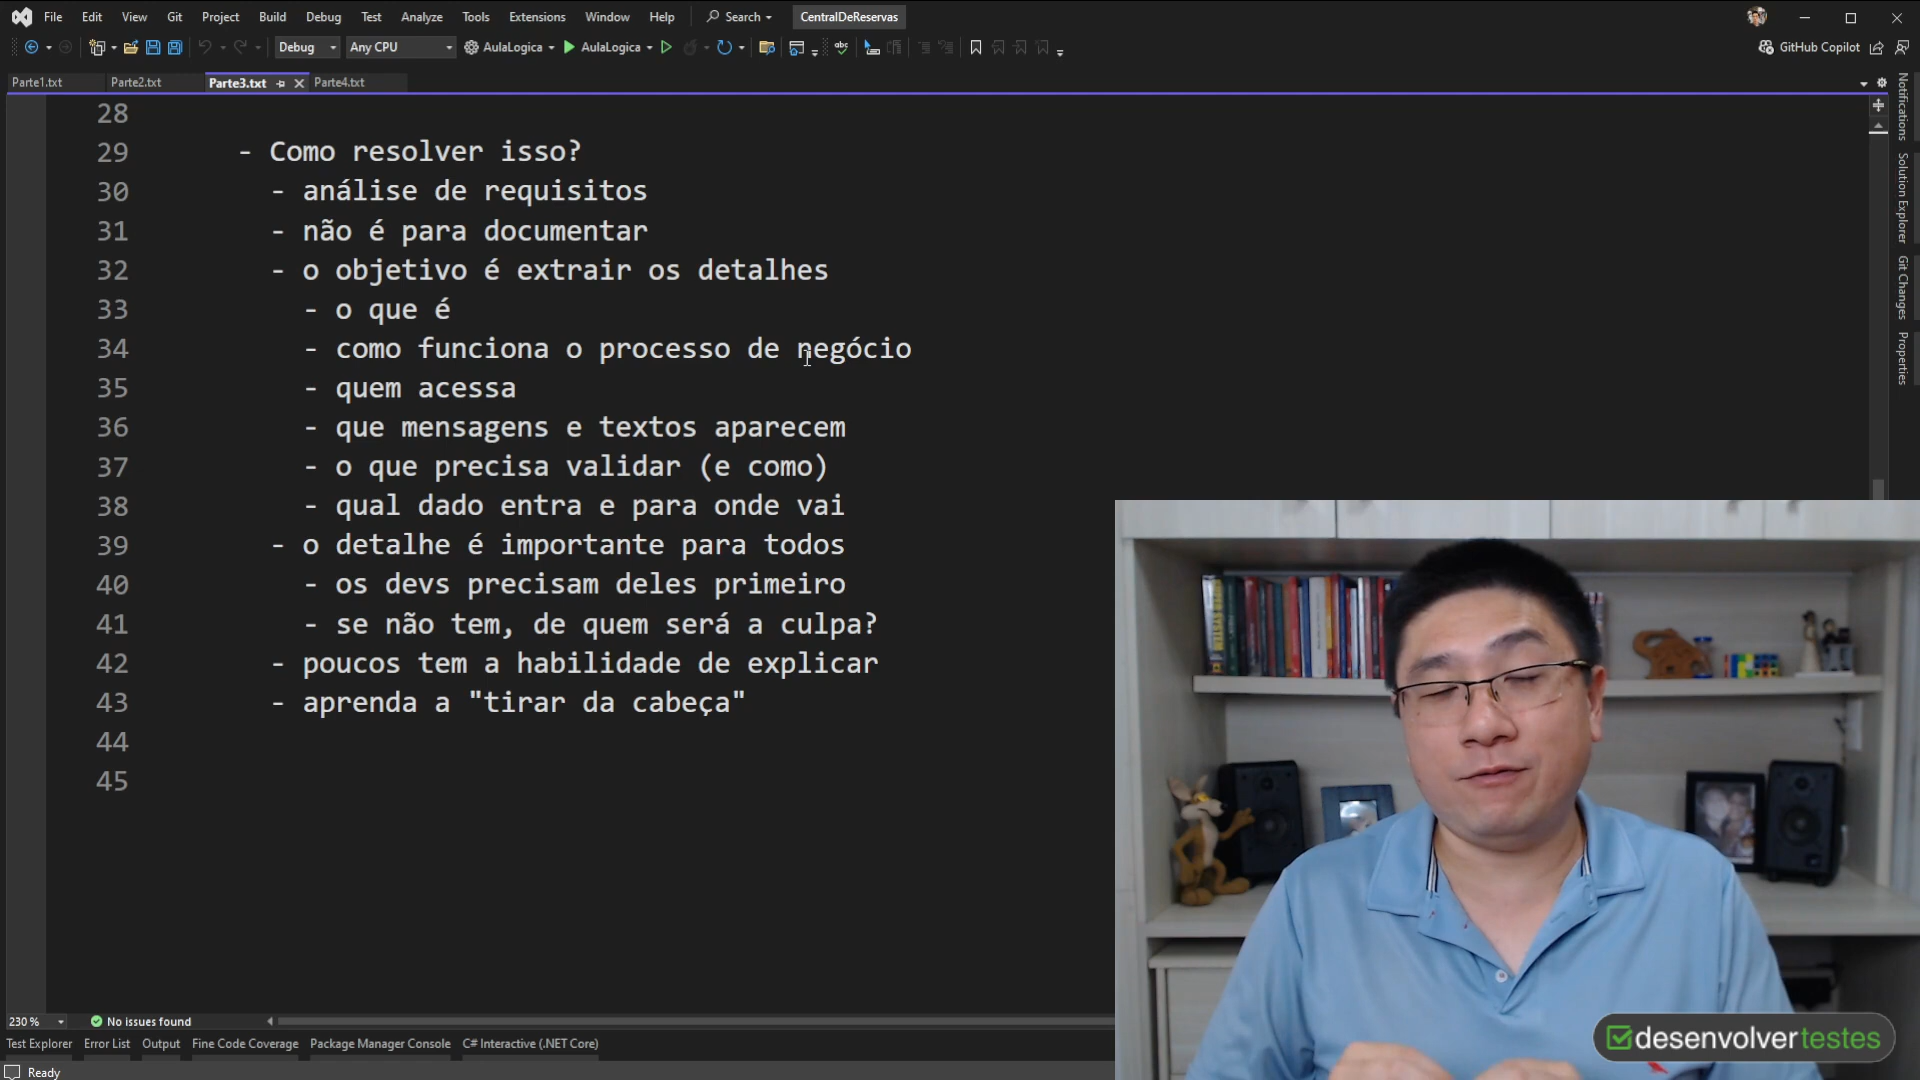 File Edit View Git Project Build Debug Test Analyze Tools Extensions Window Help Search CentralDeReservas
Debug Any CPU AulaLogica AulaLogica GitHub Copilot
Parte1.txt Parte2.txt Parte3.txt Parte4.txt
28
29 - Como resolver isso?
30 - análise de requisitos
31 - não é para documentar
32 - o objetivo é extrair os detalhes
33 - o que é
34 - como funciona o processo de negócio
35 - quem acessa
36 - que mensagens e textos aparecem
37 - o que precisa validar (e como)
38 - qual dado entra e para onde vai
39 - o detalhe é importante para todos
40 - os devs precisam deles primeiro
41 - se não tem, de quem será a culpa?
42 - poucos tem a habilidade de explicar
43 - aprenda a "tirar da cabeça"
44
45
Notifications
Solution Explorer
Git Changes
Properties
230 % No issues found
Test Explorer Error List Output Fine Code Coverage Package Manager Console C# Interactive (.NET Core)
Ready
desenvolvertestes